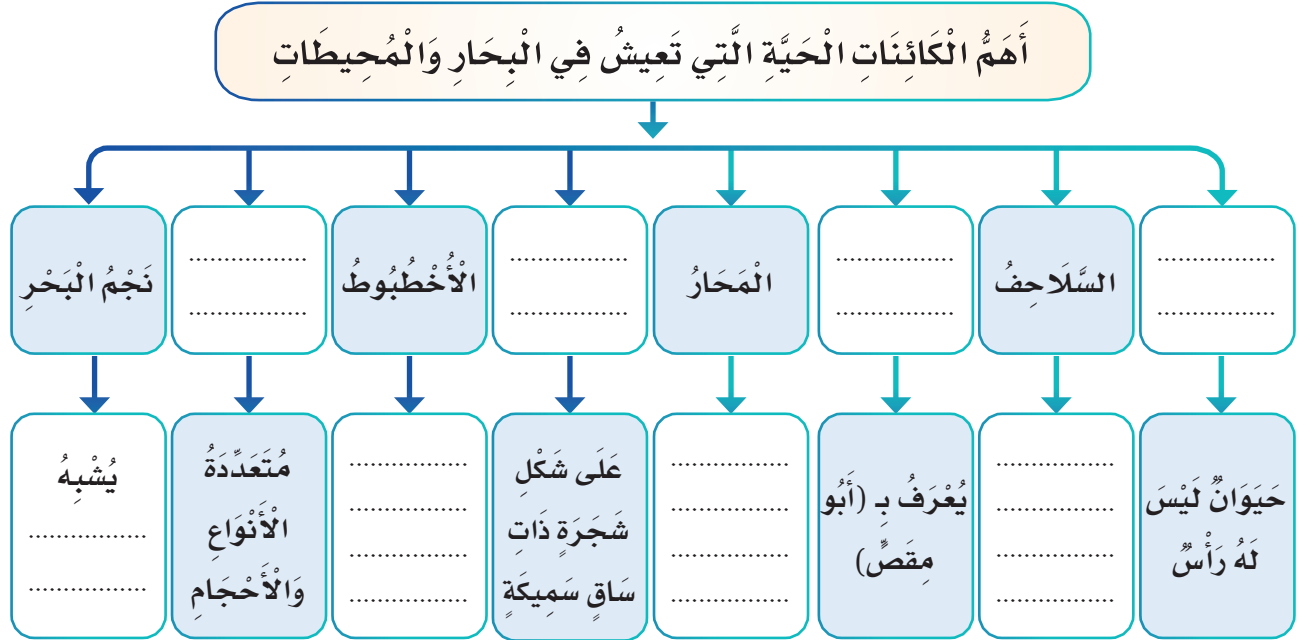 أَهَمُّ الْكَائِنَاتِ الْحَيَّةِ الَّتِي تَعِيشُ فِي الْبِحَارِ وَالْمُحِيطَاتِ
..................
..................
السَّلَاحِفُ
..................
..................
الْمَحَارُ
..................
..................
الْأُخْطُبُوطُ
..................
..................
نَجْمُ الْبَحْرِ
حَيَوَانٌ لَيْسَ
لَهُ رَأْسٌ
..................
..................
..................
..................
يُعْرَفُ بِـ (أَبُو
مِقَصٍّ)
..................
..................
..................
..................
عَلَى شَكْلِ
شَجَرَةٍ ذَاتِ
سَاقٍ سَمِيكَةٍ
..................
..................
..................
..................
مُتَعَدِّدَةُ
الْأَنْوَاعِ
وَالْأَحْجَامِ
يُشْبِهُ
..................
..................